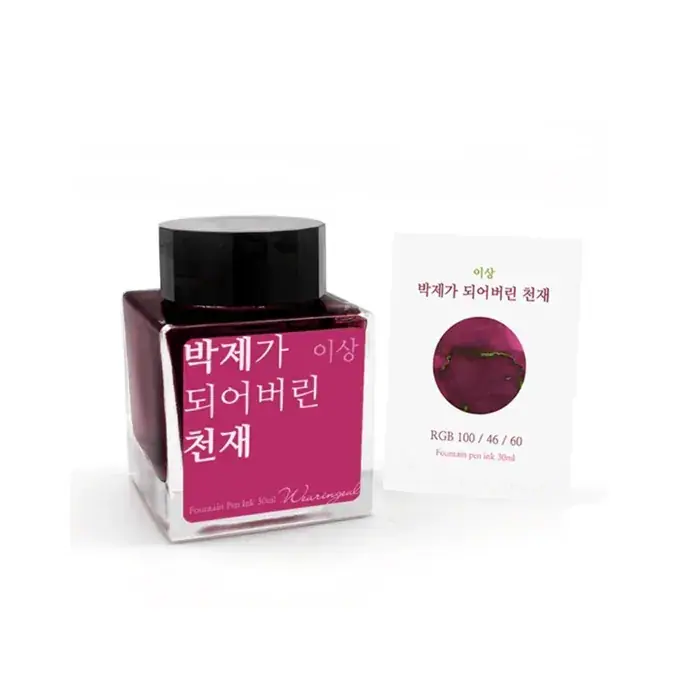 박제가 이상
되어버린
천재
Fountain Pen Ink 30ml Wearingeul
이상
박제가 되어버린 천재
RGB 100 / 46 / 60
Fountain pen ink 30ml